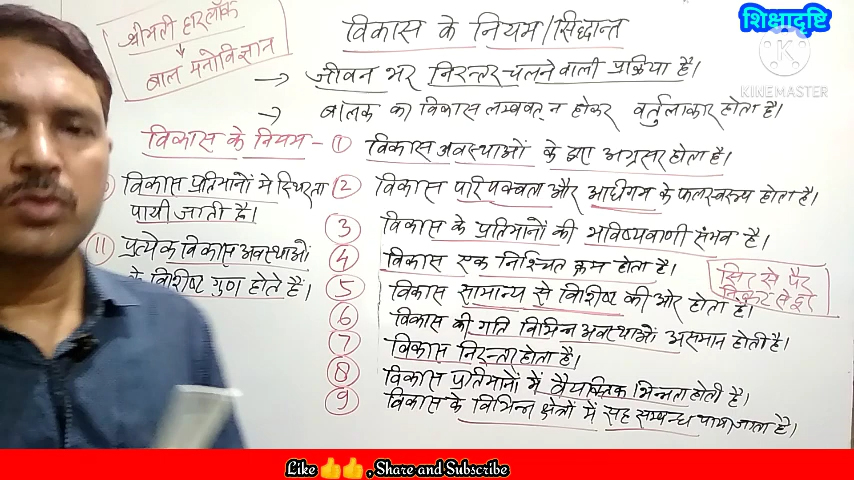 श्रीमती हारलॉक
बाल मनोविज्ञान
विकास के नियम/सिद्धान्त
शिक्षादृष्टि
K
KINEMASTER
→ जीवन भर निरन्तर चलने वाली प्रक्रिया है।
→ बालक का विकास लम्बवत् न होकर वर्तुलाकार होता है।
विकास के नियम - ① विकास अवस्थाओं के द्वारा अग्रसर होता है।
② विकास परिपक्वता और अधिगम के फलस्वरूप होता है।
③ विकास के प्रतिमानों की भविष्यवाणी संभव है।
④ विकास एक निश्चित क्रम होता है।
सिर से पैर
निकट से दूर
⑤ विकास सामान्य से विशिष्ट की ओर होता है।
⑥ विकास की गति विभिन्न अवस्थाओं असमान होती है।
⑦ विकास निरन्तर होता है।
⑧ विकास प्रतिमानों में वैयक्तिक भिन्नता होती है।
⑨ विकास के विभिन्न क्षेत्रों में सह सम्बन्ध पाया जाता है।
विकास प्रतिमानों में स्थिरता
पायी जाती है।
⑪ प्रत्येक विकास अवस्थाओं
के विशिष्ट गुण होते हैं।
Like 👍👍 , Share and Subscribe